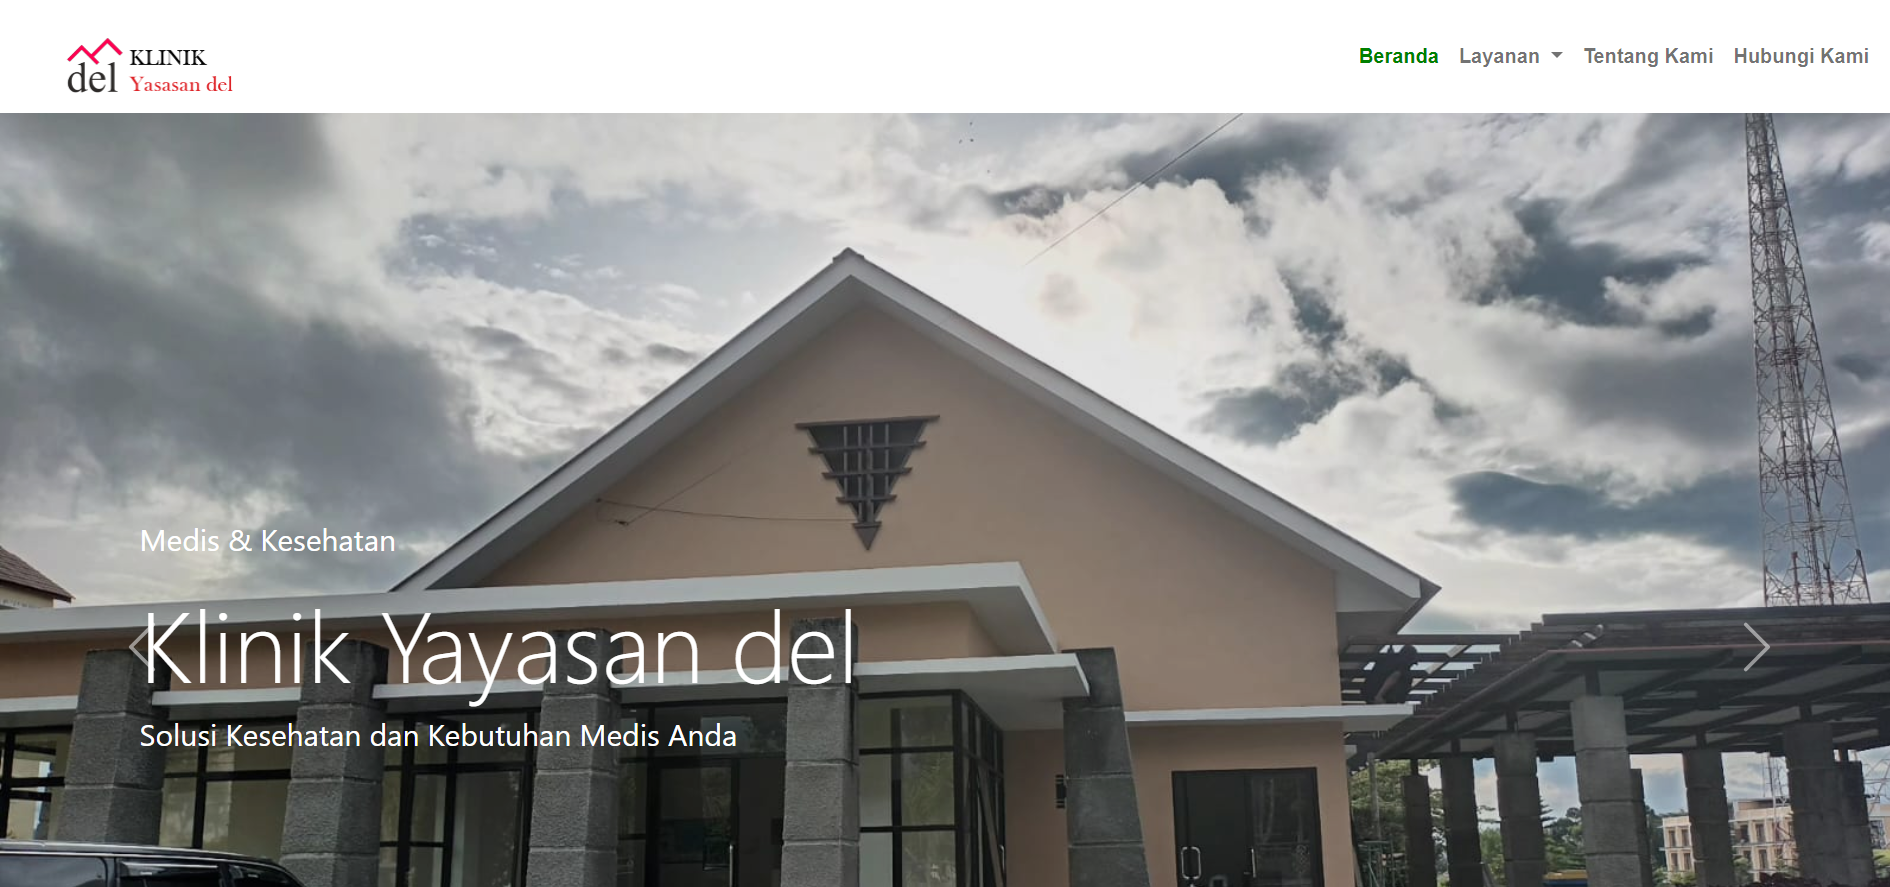 del
KLINIK
Yasasan del
Beranda
Layanan
Tentang Kami
Hubungi Kami
Medis & Kesehatan
Klinik Yayasan del
Solusi Kesehatan dan Kebutuhan Medis Anda